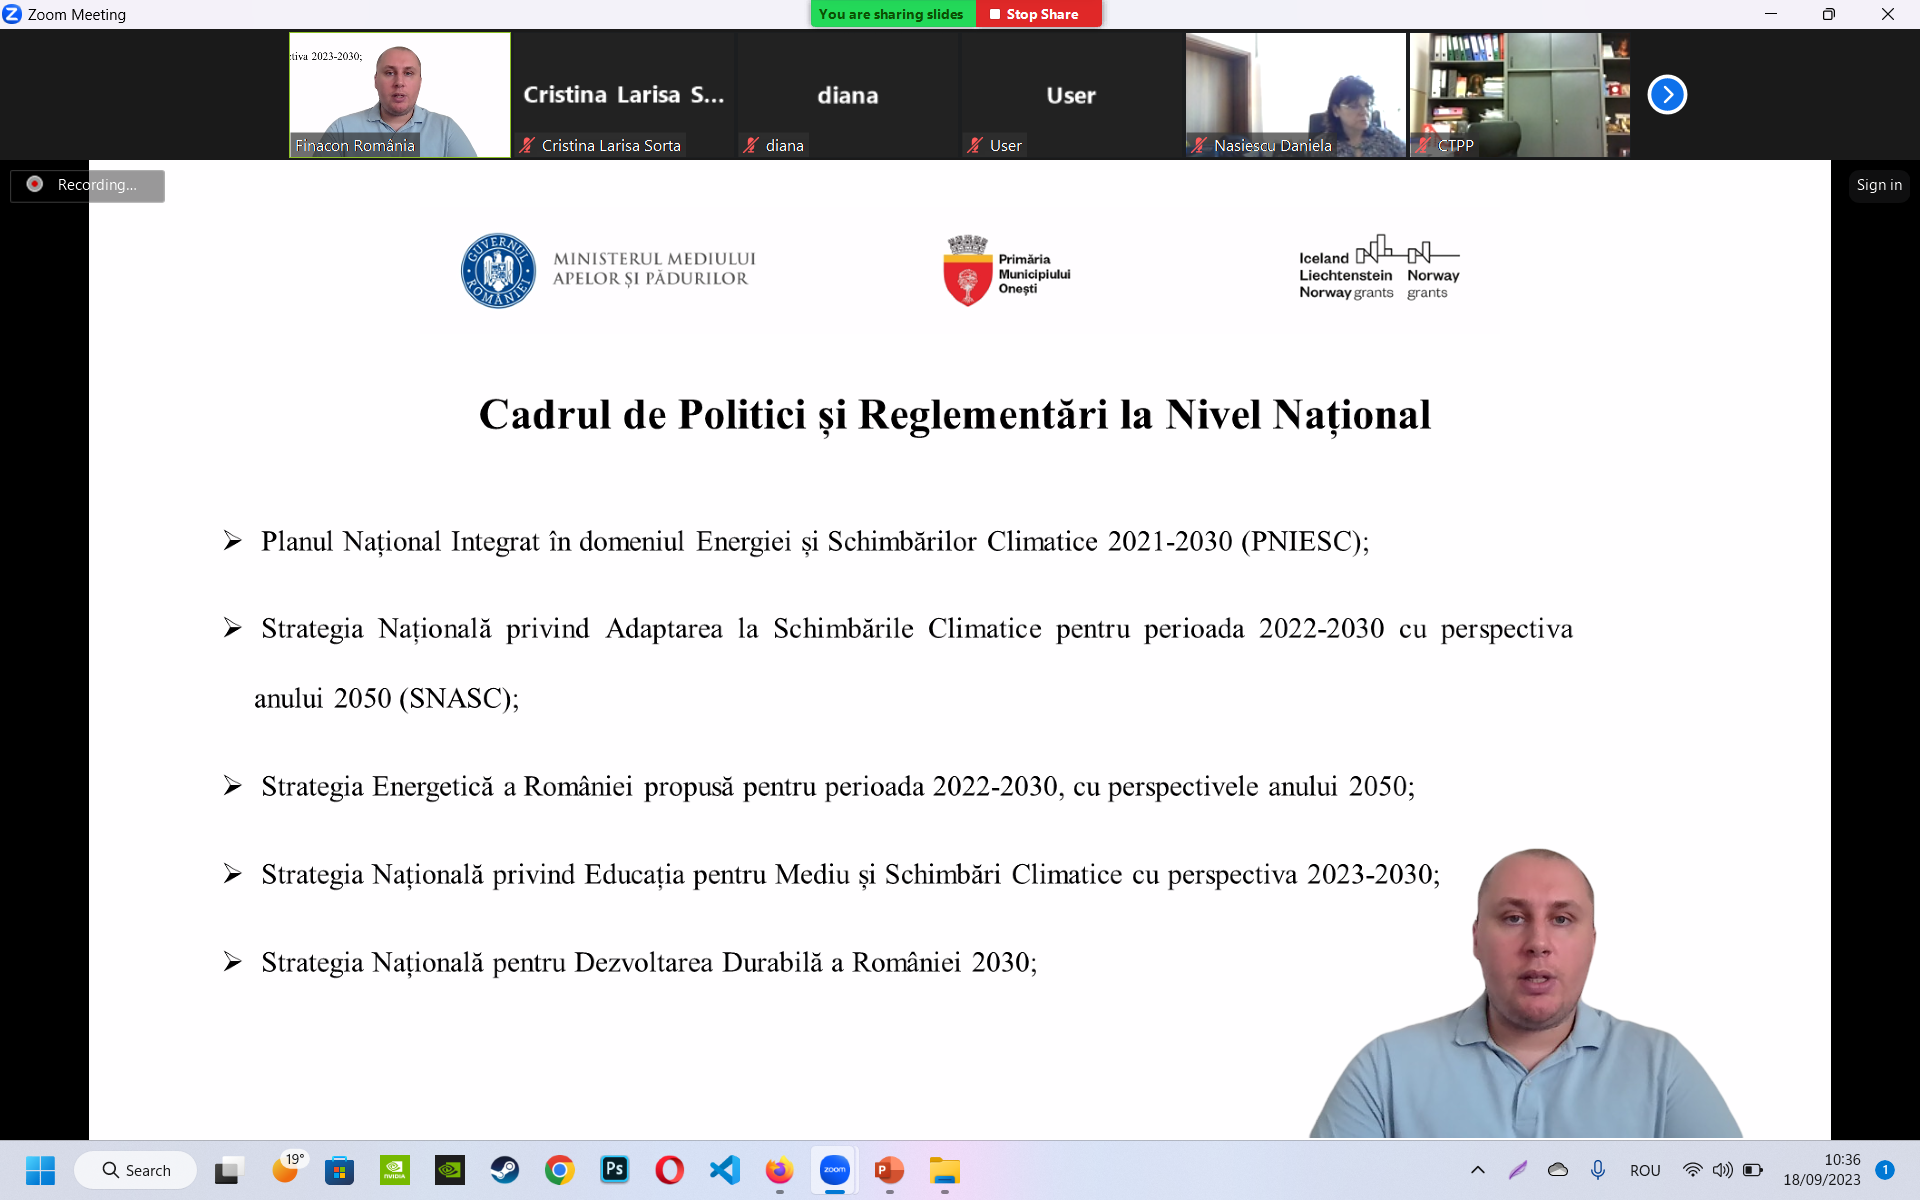 Zoom Meeting
You are sharing slides
Stop Share
ctiva 2023-2030;
Finacon România
Cristina Larisa S...
Cristina Larisa Sorta
diana
diana
User
User
Nasiescu Daniela
CTPP
Recording...
Sign in
GUVERNUL ROMÂNIEI
MINISTERUL MEDIULUI
APELOR ȘI PĂDURILOR
Primăria
Municipiului
Onești
Iceland
Liechtenstein
Norway grants
Norway
grants
Cadrul de Politici și Reglementări la Nivel Național
➢ Planul Național Integrat în domeniul Energiei și Schimbărilor Climatice 2021-2030 (PNIESC);
➢ Strategia Națională privind Adaptarea la Schimbările Climatice pentru perioada 2022-2030 cu perspectiva
anului 2050 (SNASC);
➢ Strategia Energetică a României propusă pentru perioada 2022-2030, cu perspectivele anului 2050;
➢ Strategia Națională privind Educația pentru Mediu și Schimbări Climatice cu perspectiva 2023-2030;
➢ Strategia Națională pentru Dezvoltarea Durabilă a României 2030;
Search
19°
NVIDIA
Ps
zoom
P
ROU
10:36
18/09/2023
1